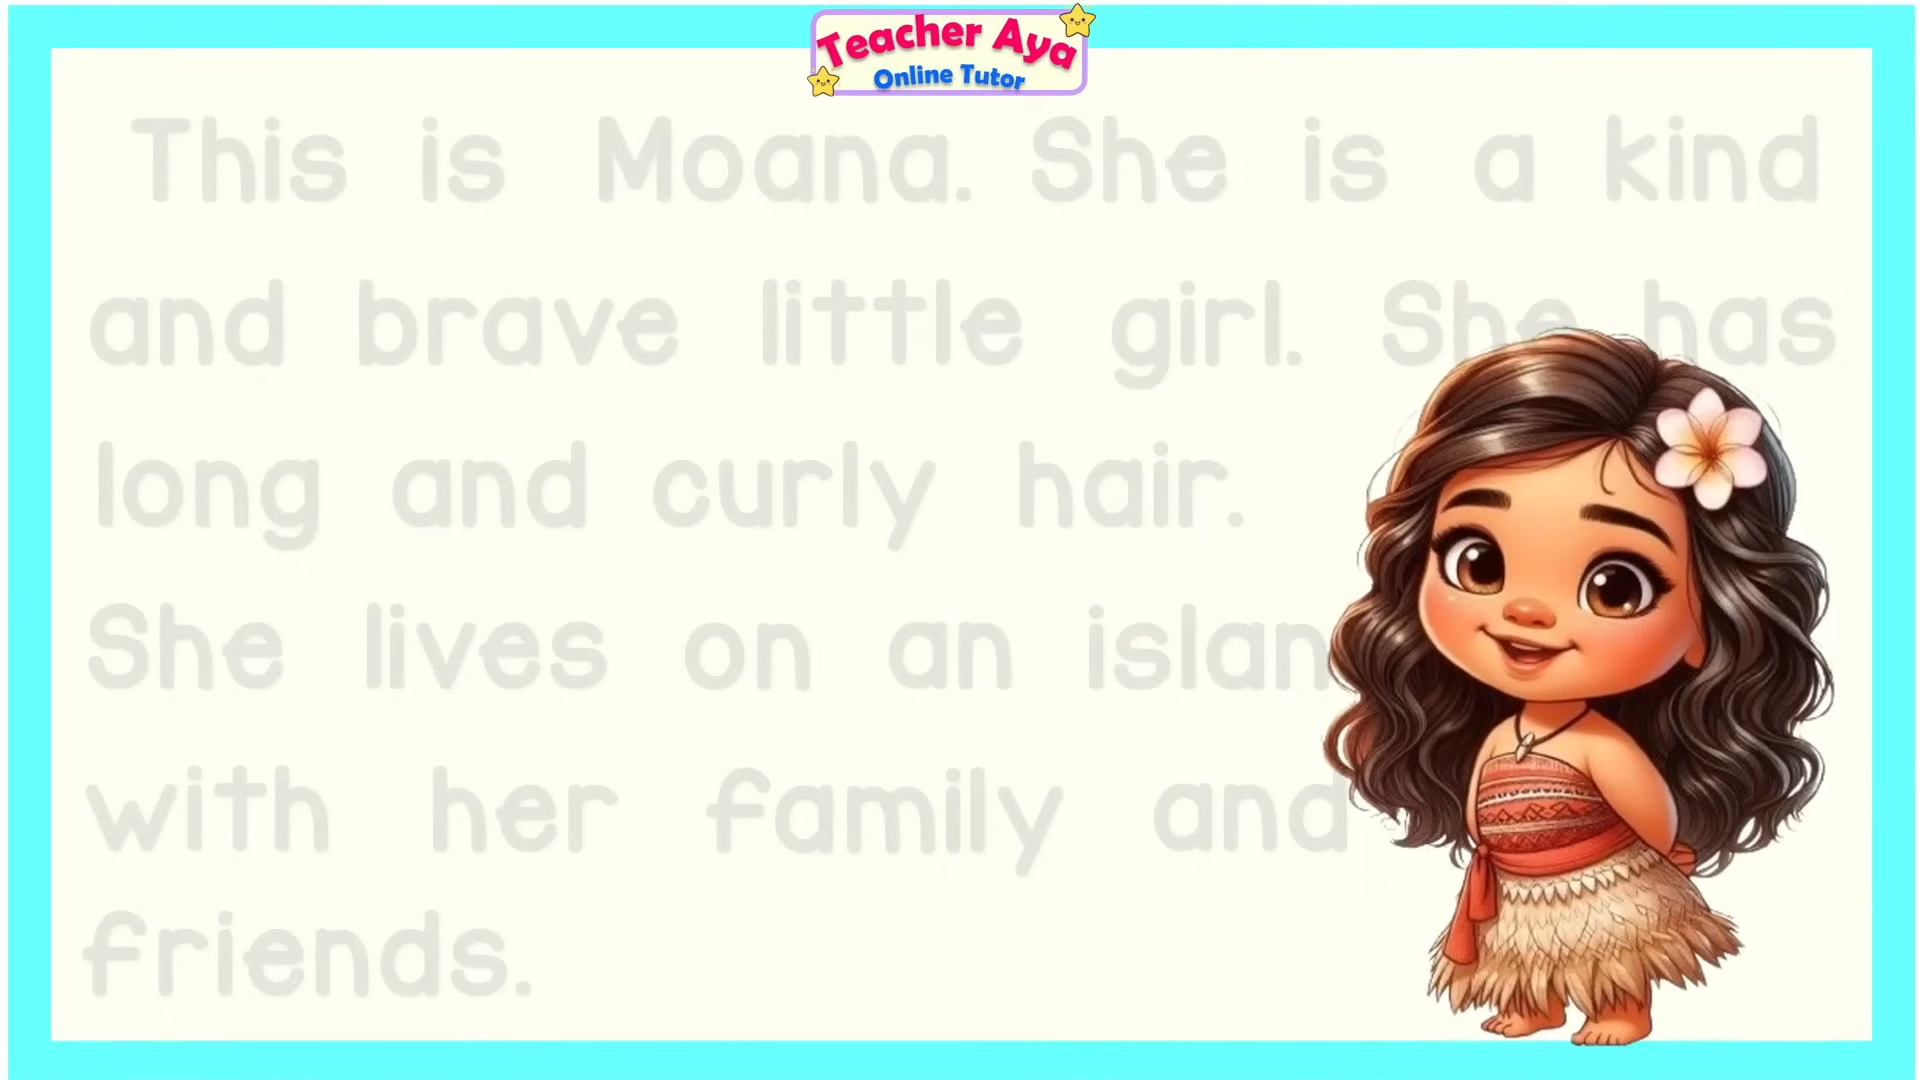 Teacher Aya
Online Tutor
This is Moana. She is a kind
and brave little girl. She has
long and curly hair.
She lives on an islan
with her family and
friends.